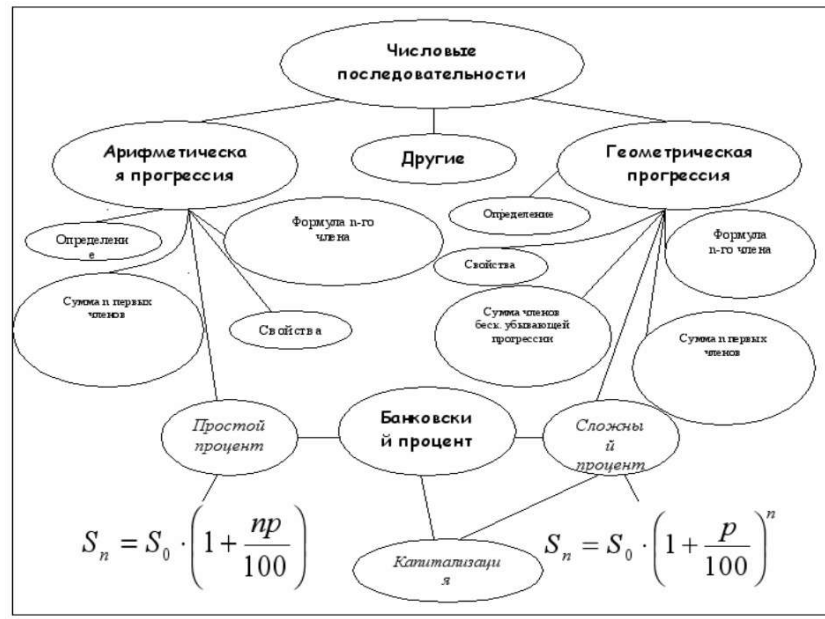 Числовые
последовательности
Арифметическа
я прогрессия
Другие
Геометрическая
прогрессия
Определени
е
Формула n-го
члена
Определение
Формула
n-го члена
Свойства
Сумма n первых
членов
Свойства
Сумма членов
беск. убывающей
прогрессии
Сумма n первых
членов
Простой
процент
Банковски
й процент
Сложны
й
процент
S_n = S_0 · (1 + np/100)
Капитализаци
я
S_n = S_0 · (1 + p/100)^n